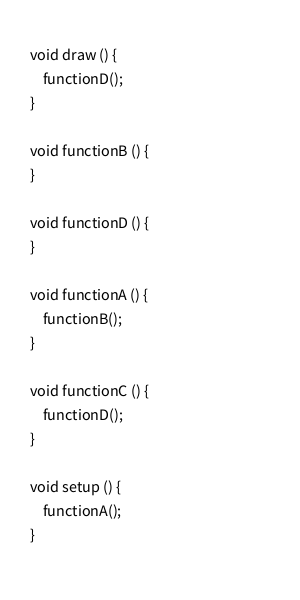 void draw () {
    functionD();
}

void functionB () {
}

void functionD () {
}

void functionA () {
    functionB();
}

void functionC () {
    functionD();
}

void setup () {
    functionA();
}